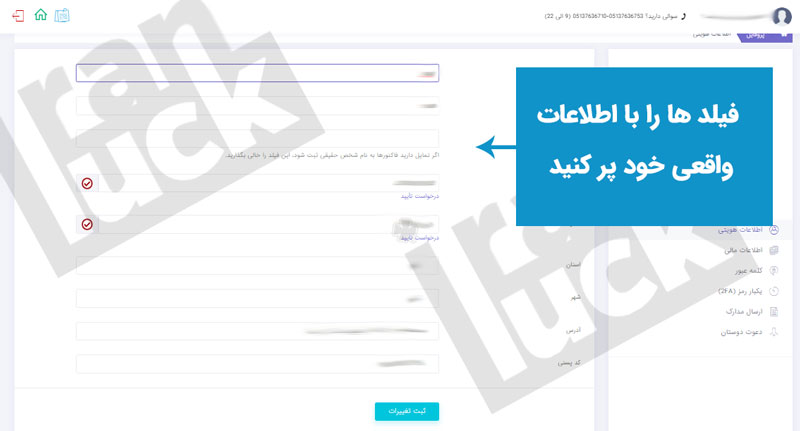 سوالی دارید؟ 05137636753-05137636710 (9 الی 22)
پروفایل
اطلاعات هویتی
فیلد ها را با اطلاعات
واقعی خود پر کنید
اگر تمایل دارید فاکتورها به نام شخص حقیقی ثبت شود، این فیلد را خالی بگذارید.
درخواست تایید
درخواست تایید
استان
شهر
آدرس
کد پستی
ثبت تغییرات
اطلاعات هویتی
اطلاعات مالی
کلمه عبور
یکبار رمز (2FA)
ارسال مدارک
دعوت دوستان
Iran
luck
Iran
luck